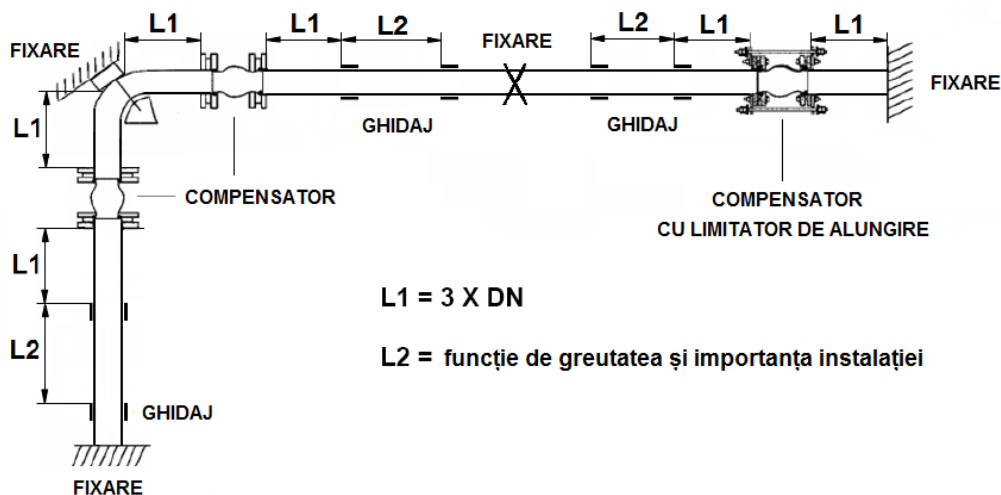 L1
L1
L2
L2
L1
L1
FIXARE
FIXARE
FIXARE
L1
GHIDAJ
GHIDAJ
COMPENSATOR
COMPENSATOR
CU LIMITATOR DE ALUNGIRE
L1
L1 = 3 X DN
L2
L2 = funcție de greutatea și importanța instalației
GHIDAJ
FIXARE